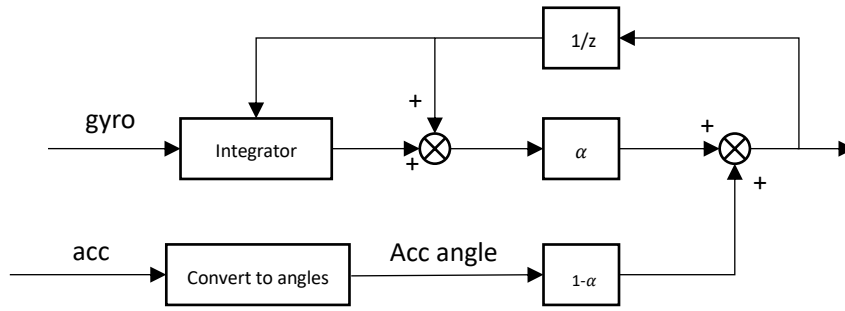 1/z
+
gyro
Integrator
+
α
+
+
acc
Convert to angles
Acc angle
1-α